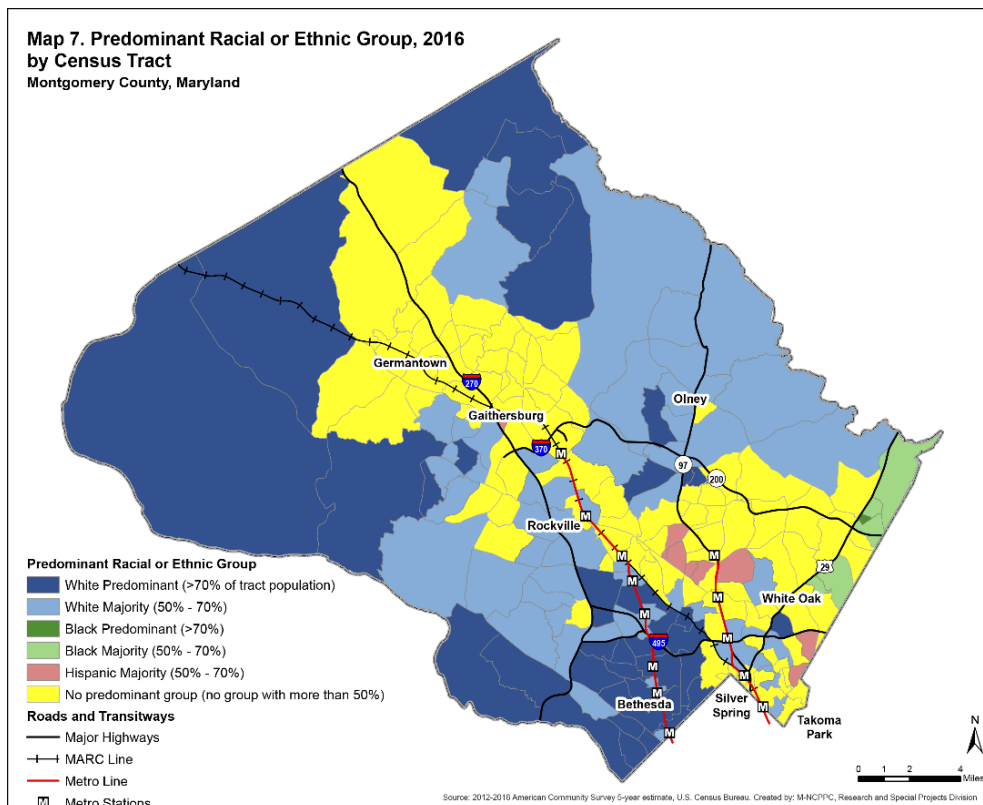 Map 7. Predominant Racial or Ethnic Group, 2016
by Census Tract
Montgomery County, Maryland
Germantown
270
Gaithersburg
Olney
370
97
200
Rockville
29
White Oak
495
Bethesda
Silver
Spring
Takoma
Park
M
M
M
M
M
M
M
M
M
M
M
M
M
Predominant Racial or Ethnic Group
White Predominant (>70% of tract population)
White Majority (50% - 70%)
Black Predominant (>70%)
Black Majority (50% - 70%)
Hispanic Majority (50% - 70%)
No predominant group (no group with more than 50%)
Roads and Transitways
Major Highways
MARC Line
Metro Line
M Metro Stations
N
0 1 2 4
Miles
Source: 2012-2016 American Community Survey 5-year estimate, U.S. Census Bureau. Created by: M-NCPPC, Research and Special Projects Division